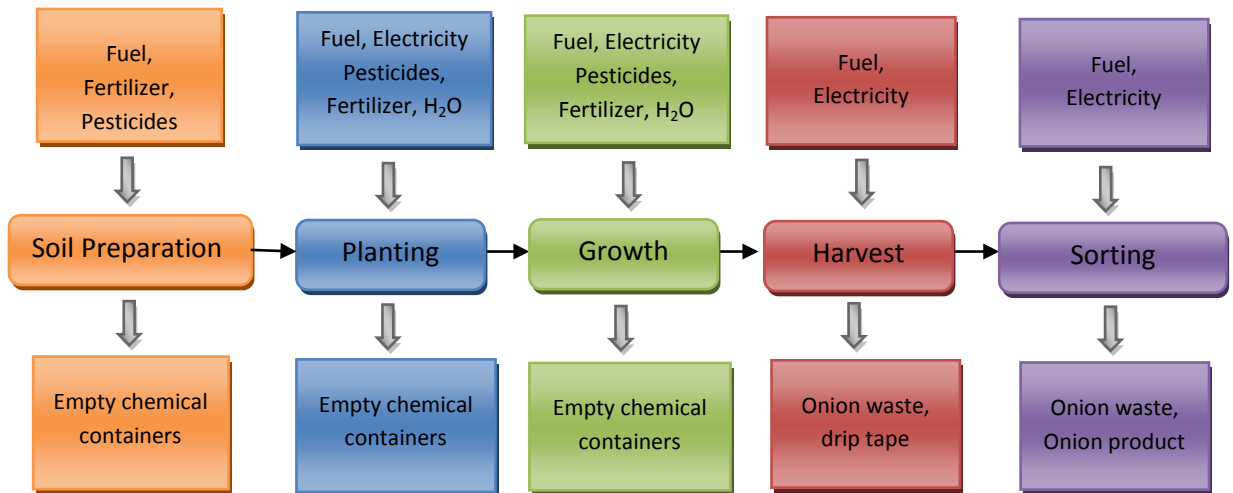 Fuel,
Fertilizer,
Pesticides
Fuel, Electricity
Pesticides,
Fertilizer, H₂O
Fuel, Electricity
Pesticides,
Fertilizer, H₂O
Fuel,
Electricity
Fuel,
Electricity
Soil Preparation
Planting
Growth
Harvest
Sorting
Empty chemical
containers
Empty chemical
containers
Empty chemical
containers
Onion waste,
drip tape
Onion waste,
Onion product